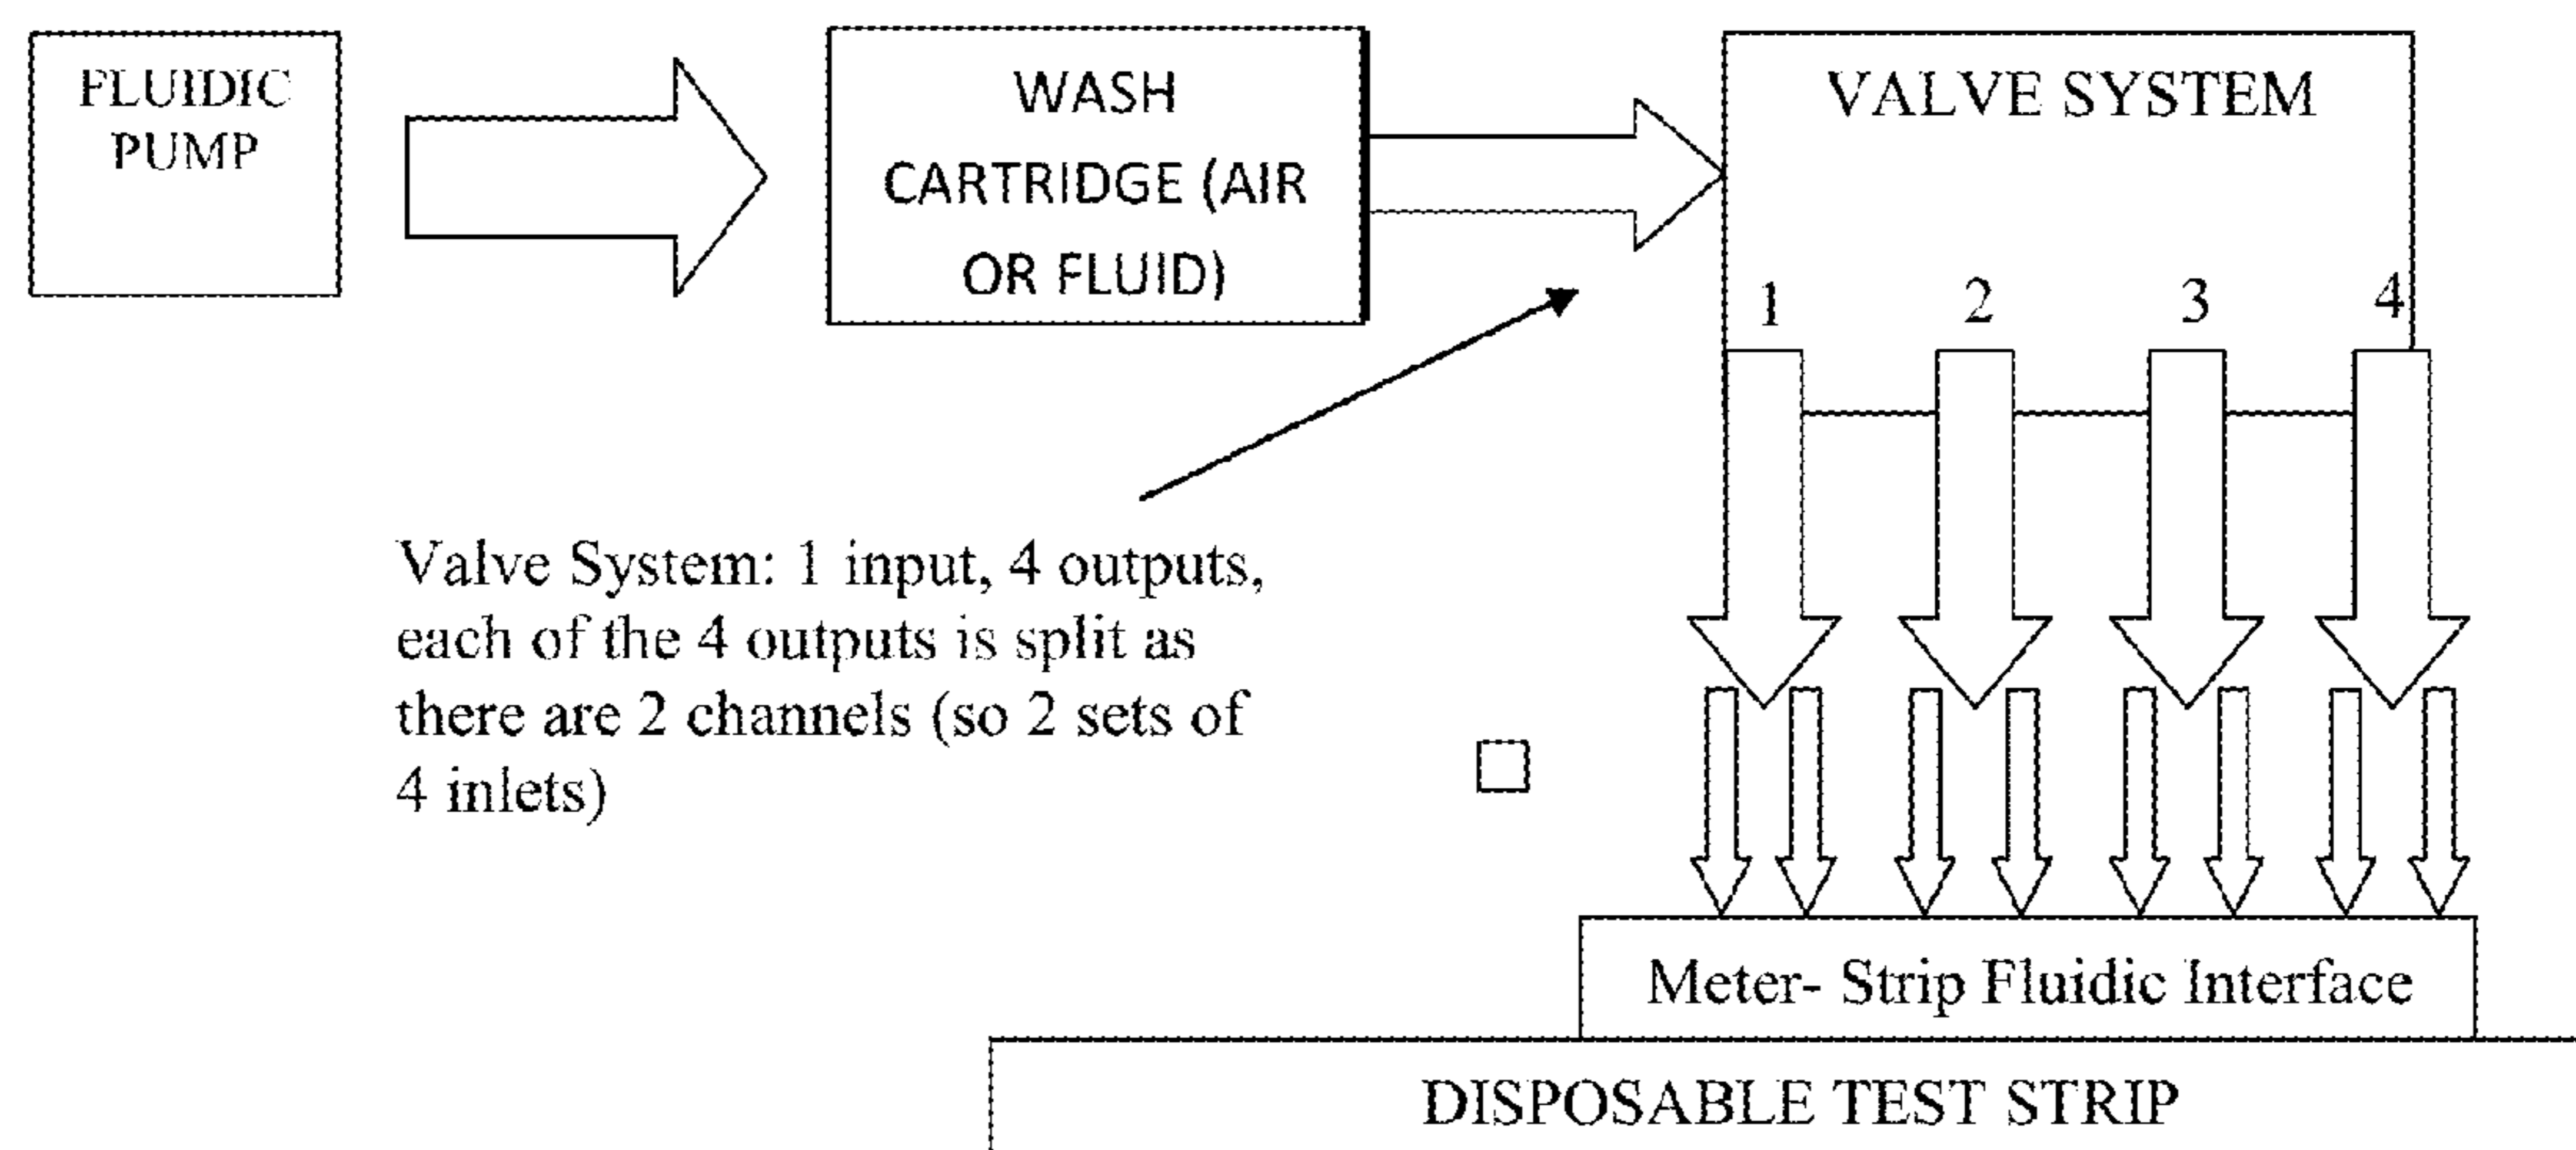 FLUIDIC
PUMP
WASH
CARTRIDGE (AIR
OR FLUID)
VALVE SYSTEM
1 2 3 4
Valve System: 1 input, 4 outputs,
each of the 4 outputs is split as
there are 2 channels (so 2 sets of
4 inlets)
Meter- Strip Fluidic Interface
DISPOSABLE TEST STRIP